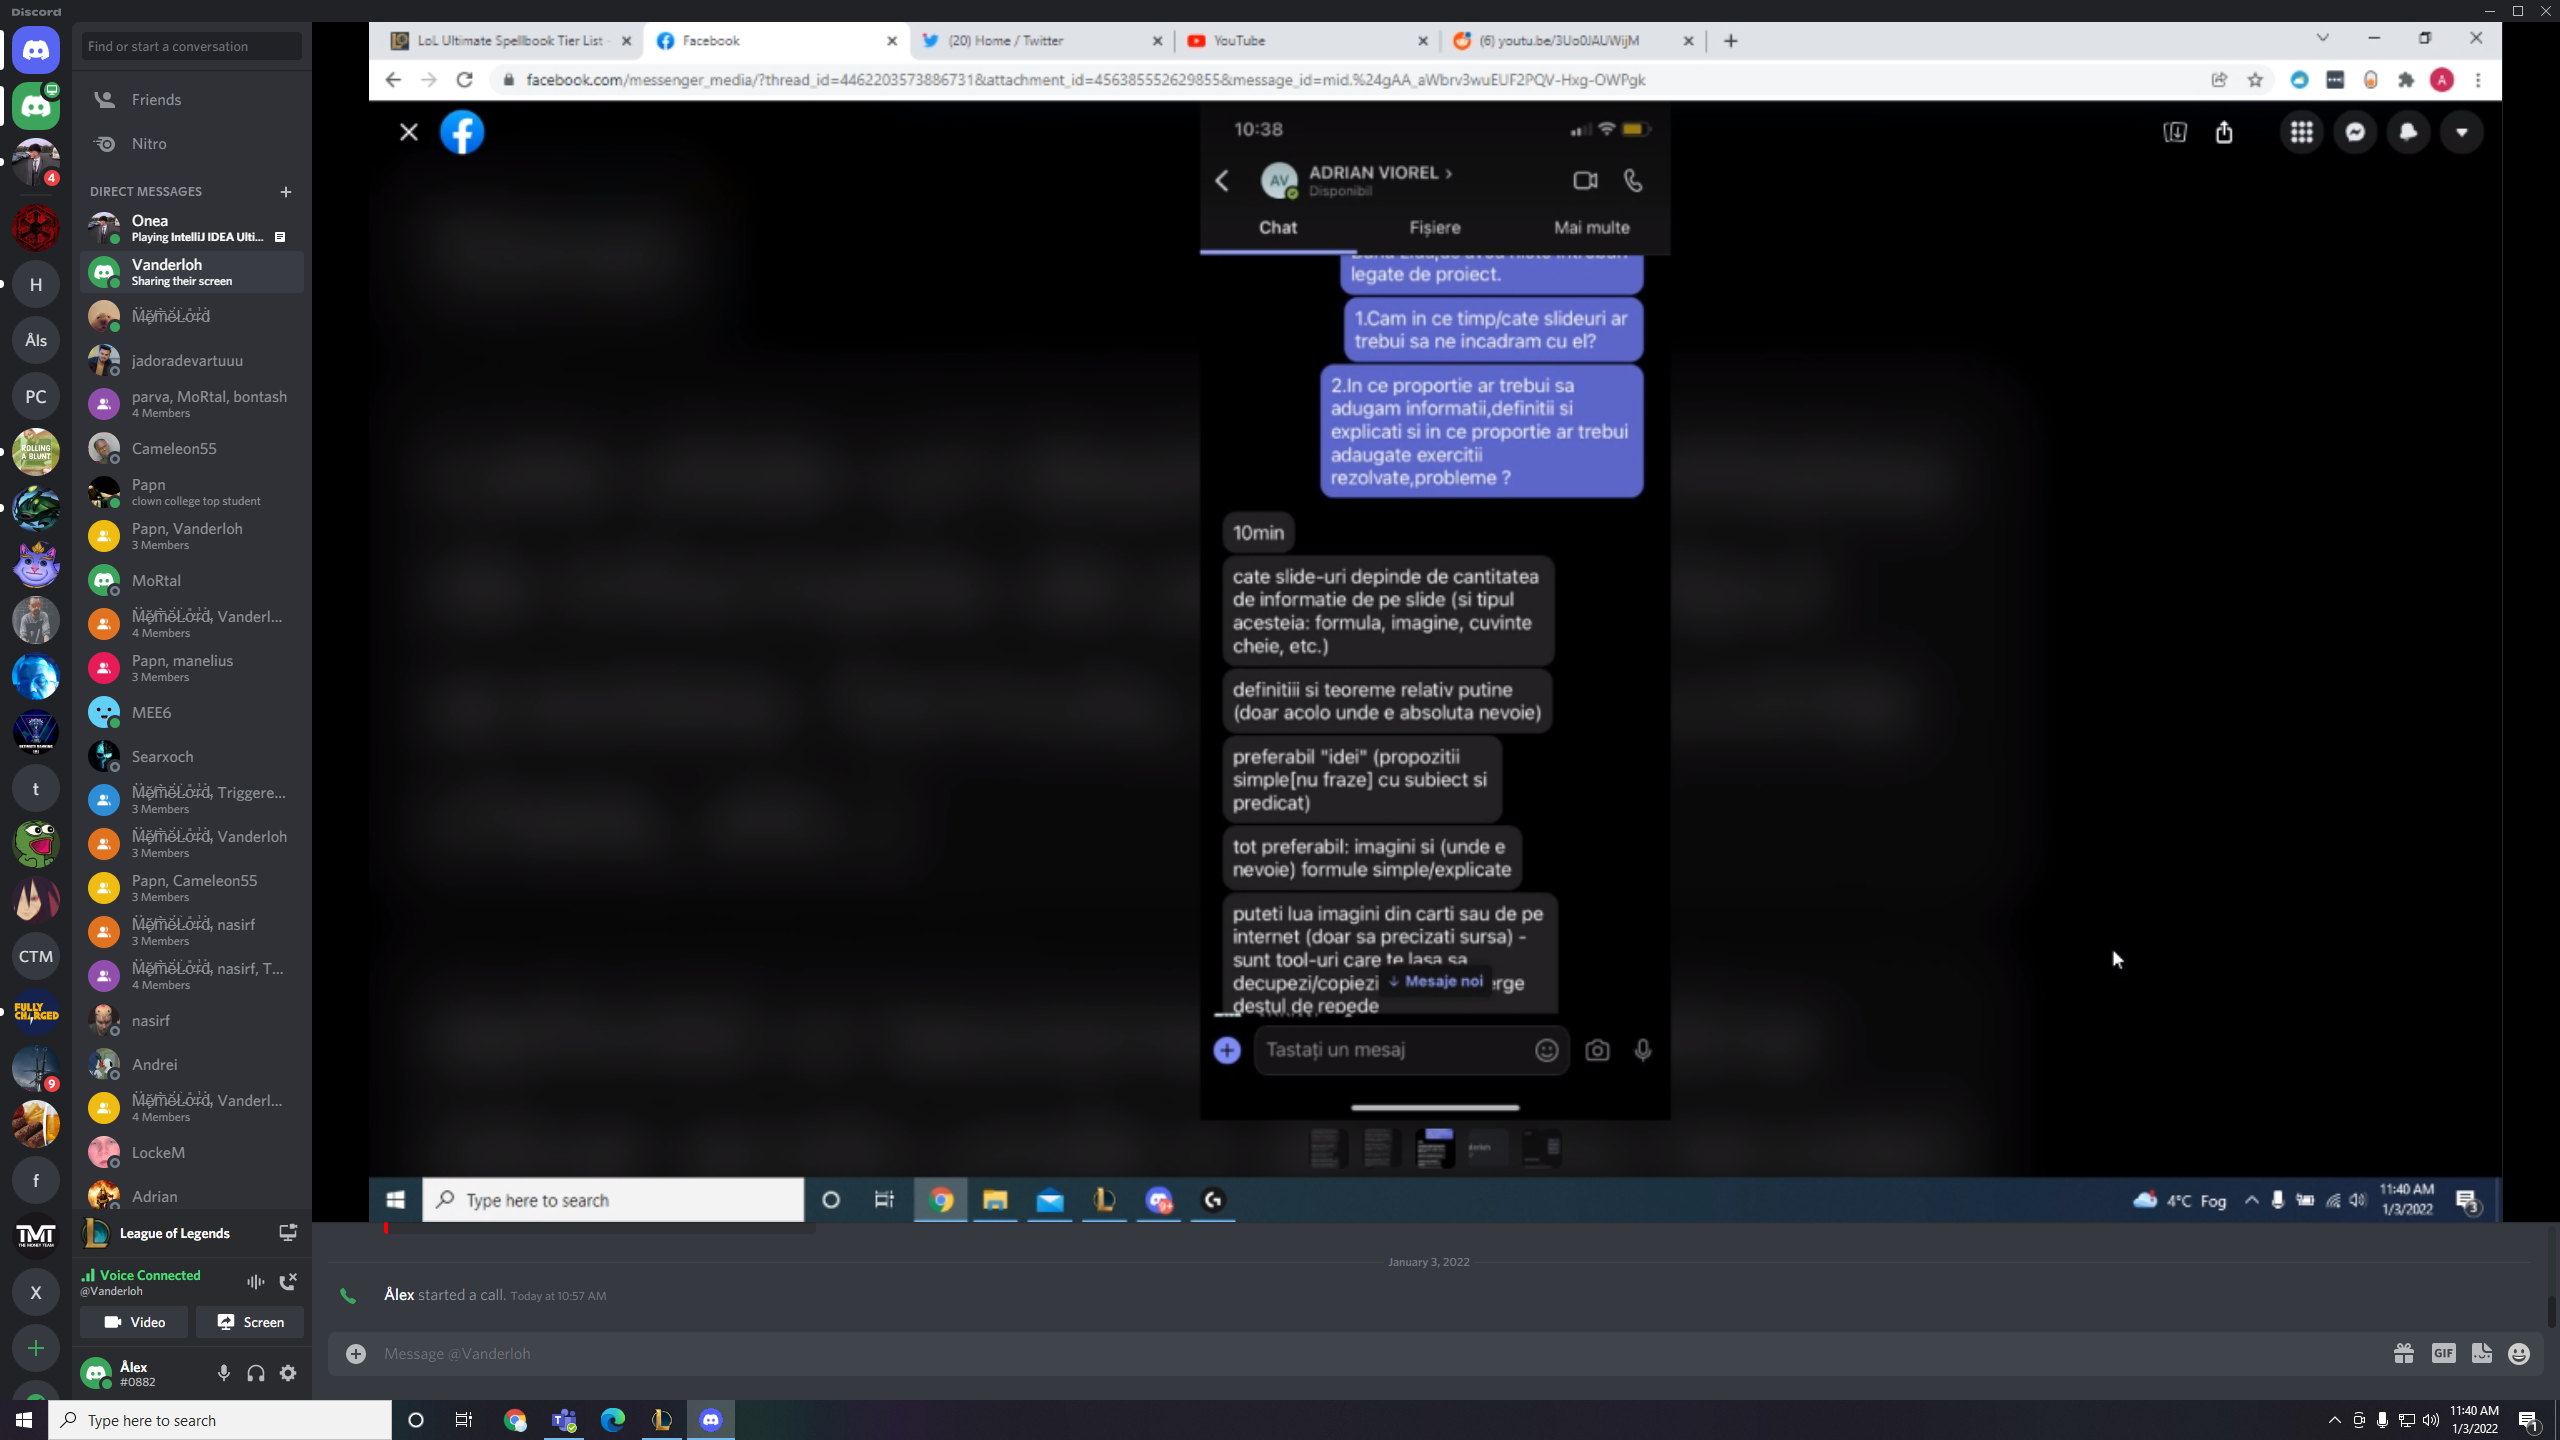 Discord
Find or start a conversation
Friends
Nitro
DIRECT MESSAGES
Onea
Playing IntelliJ IDEA Ulti...
Vanderloh
Sharing their screen
jadoradevartuuu
parva, MoRtal, bontash
4 Members
Cameleon55
Papn
clown college top student
Papn, Vanderloh
3 Members
MoRtal
Vanderl...
4 Members
Papn, manelius
3 Members
MEE6
Searxoch
Triggere...
3 Members
Vanderloh
3 Members
Papn, Cameleon55
3 Members
nasirf
3 Members
nasirf, T...
4 Members
nasirf
Andrei
Vanderl...
4 Members
LockeM
Adrian
League of Legends
Voice Connected
@Vanderloh
Video
Screen
Ålex
#0882
4
H
Åls
PC
ROLLING
A BLUNT
t
CTM
FULLY
CHARGED
9
f
TMT
X
LoL Ultimate Spellbook Tier List -
Facebook
(20) Home / Twitter
YouTube
(6) youtu.be/3Uo0JAUWijM
facebook.com/messenger_media/?thread_id=4462203573886731&attachment_id=456385552629855&message_id=mid.%24gAA_aWbrv3wuEUF2PQV-Hxg-OWPgk
A
10:38
AV
ADRIAN VIOREL >
Disponibil
Chat
Fișiere
Mai multe
legate de proiect.
1.Cam in ce timp/cate slideuri ar
trebui sa ne incadram cu el?
2.In ce proportie ar trebui sa
adugam informatii,definitii si
explicati si in ce proportie ar trebui
adaugate exercitii
rezolvate,probleme ?
10min
cate slide-uri depinde de cantitatea
de informatie de pe slide (si tipul
acesteia: formula, imagine, cuvinte
cheie, etc.)
definitiii si teoreme relativ putine
(doar acolo unde e absoluta nevoie)
preferabil "idei" (propozitii
simple[nu fraze] cu subiect si
predicat)
tot preferabil: imagini si (unde e
nevoie) formule simple/explicate
puteti lua imagini din carti sau de pe
internet (doar sa precizati sursa) -
sunt tool-uri care te lasa sa
decupezi/copiezi
erge
destul de repede
↓ Mesaje noi
Tastați un mesaj
Type here to search
4°C Fog
11:40 AM
1/3/2022
3
January 3, 2022
Ålex started a call. Today at 10:57 AM
Message @Vanderloh
GIF
Type here to search
11:40 AM
1/3/2022
1